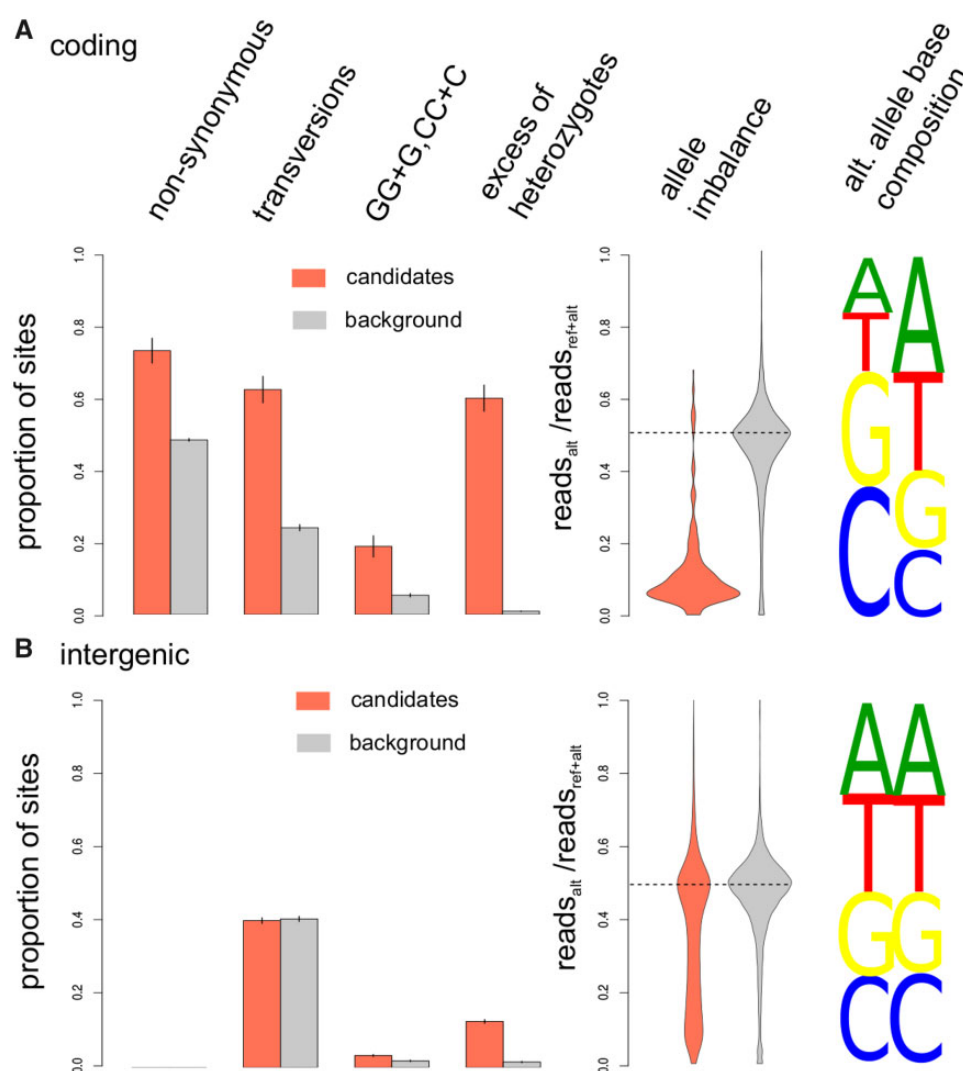 A coding
non-synonymous
transversions
GG+G,CC+C
excess of
heterozygotes
allele
imbalance
alt. allele base
composition
proportion of sites
1.0
0.8
0.6
0.4
0.2
0.0
candidates
background
reads_alt /reads_ref+alt
1.0
0.8
0.6
0.4
0.2
0.0
A A
T T
G G
C C
B intergenic
proportion of sites
1.0
0.8
0.6
0.4
0.2
0.0
candidates
background
reads_alt /reads_ref+alt
1.0
0.8
0.6
0.4
0.2
0.0
A A
T T
G G
C C